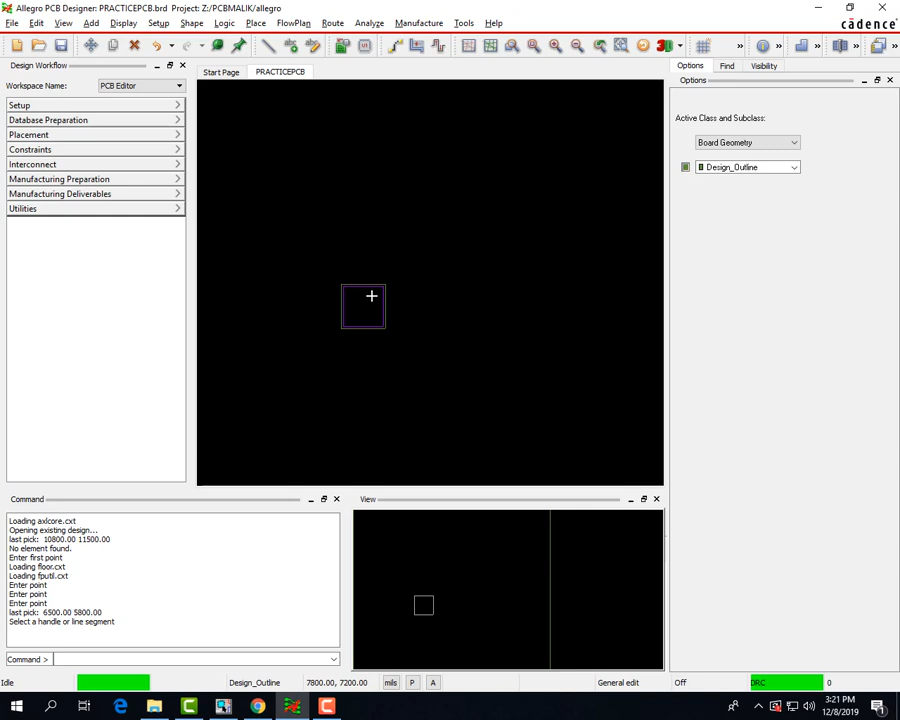 Allegro PCB Designer: PRACTICEPCB.brd Project: Z:/PCBMALIK/allegro
File Edit View Add Display Setup Shape Logic Place FlowPlan Route Analyze Manufacture Tools Help
cādence
Design Workflow
Start Page PRACTICEPCB
Options Find Visibility
Options
Workspace Name: PCB Editor
Setup
Database Preparation
Placement
Constraints
Interconnect
Manufacturing Preparation
Manufacturing Deliverables
Utilities
Active Class and Subclass:
Board Geometry
Design_Outline
Command
View
Loading axlcore.cxt
Opening existing design...
last pick: 10800.00 11500.00
No element found.
Enter first point
Loading floor.cxt
Loading fputil.cxt
Enter point
Enter point
Enter point
last pick: 6500.00 5800.00
Select a handle or line segment
Command >
Idle Design_Outline 7800.00, 7200.00 mils P A General edit Off DRC 0
3:21 PM
12/8/2019